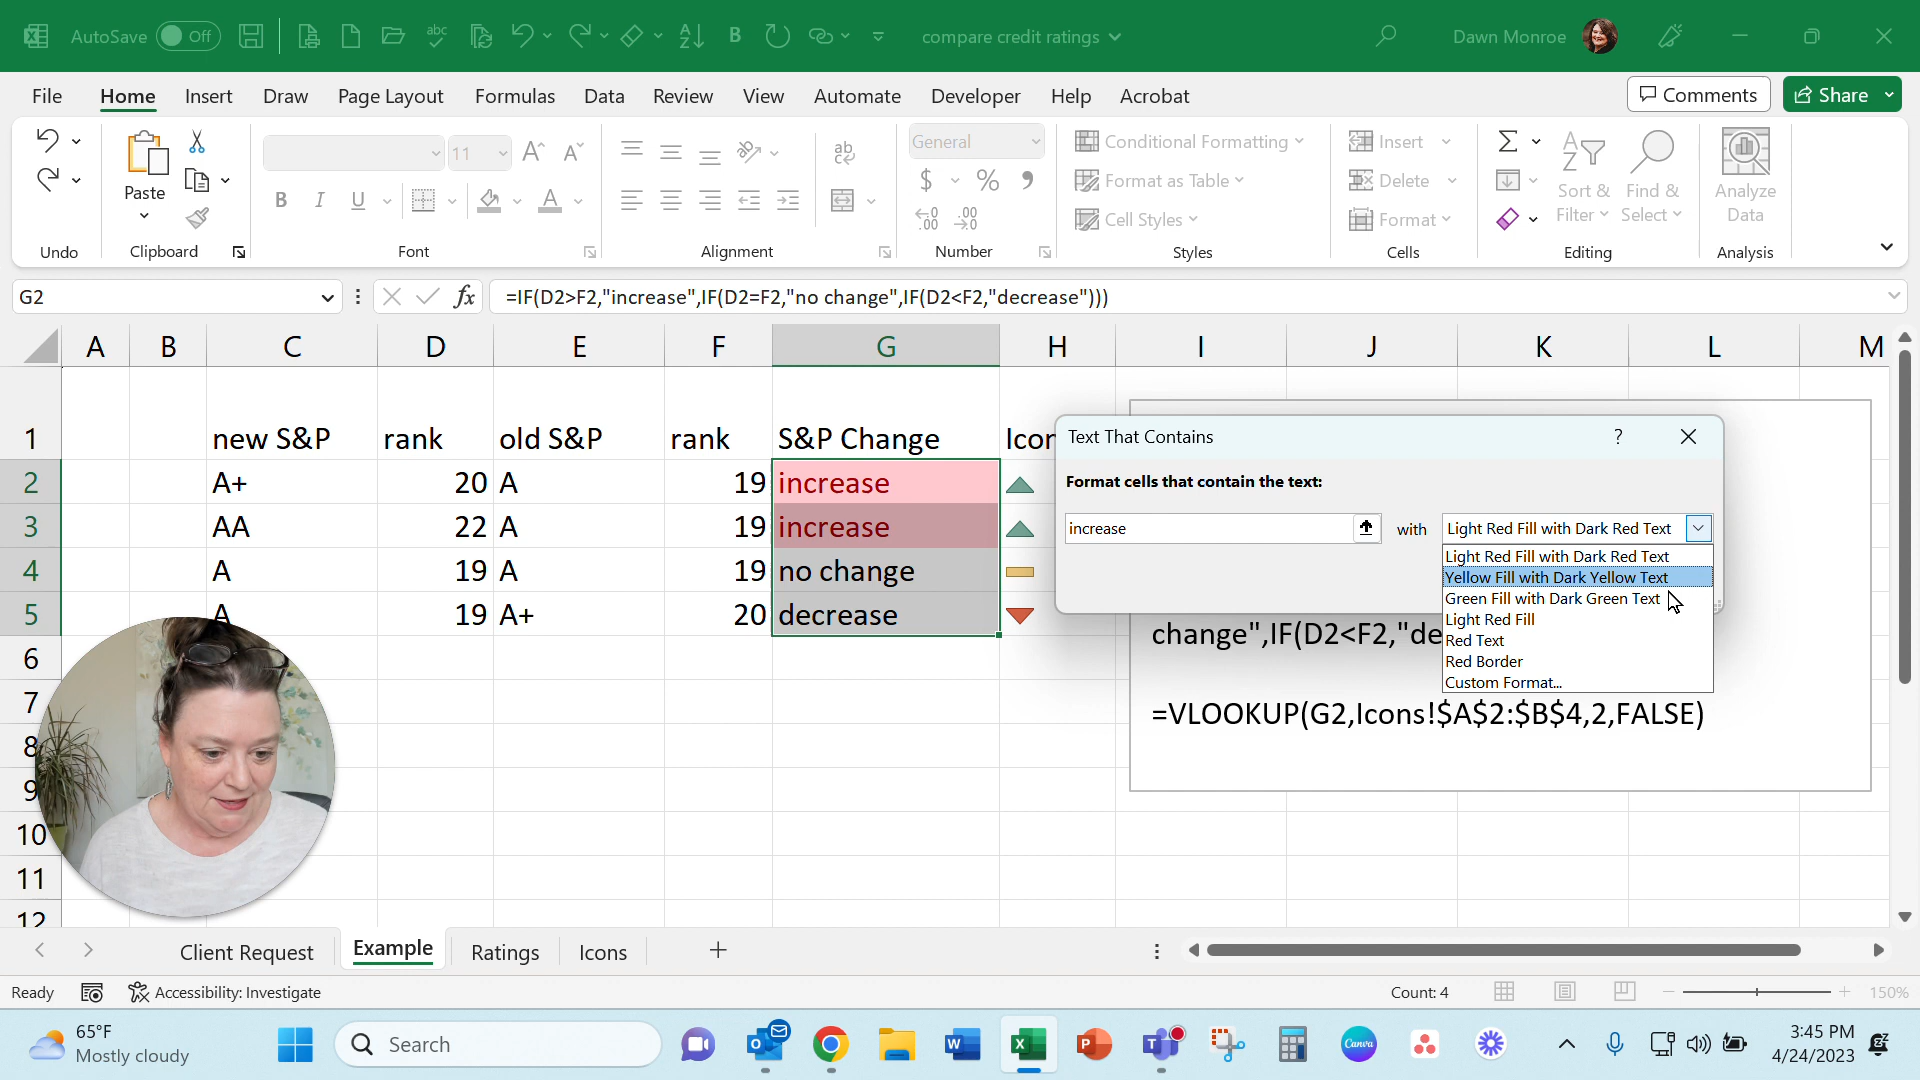 AutoSave Off
compare credit ratings
Dawn Monroe
File Home Insert Draw Page Layout Formulas Data Review View Automate Developer Help Acrobat
Comments Share
Undo
Paste
Clipboard
11
B I U
Font
ab
Alignment
General
$ % ,
Number
Conditional Formatting
Format as Table
Cell Styles
Styles
Insert
Delete
Format
Cells
Sort & Filter
Find & Select
Editing
Analyze Data
Analysis
G2
fx =IF(D2>F2,"increase",IF(D2=F2,"no change",IF(D2<F2,"decrease")))
A B C D E F G H I J K L M
1 new S&P rank old S&P rank S&P Change Icon
2 A+ 20 A 19 increase
3 AA 22 A 19 increase
4 A 19 A 19 no change
5 A 19 A+ 20 decrease
6
7
8
9
10
11
12
Text That Contains ?
Format cells that contain the text:
increase with Light Red Fill with Dark Red Text
Light Red Fill with Dark Red Text
Yellow Fill with Dark Yellow Text
Green Fill with Dark Green Text
Light Red Fill
Red Text
Red Border
Custom Format...
change",IF(D2<F2,"de
=VLOOKUP(G2,Icons!$A$2:$B$4,2,FALSE)
Client Request Example Ratings Icons
Ready Accessibility: Investigate Count: 4 150%
65°F
Mostly cloudy
Search
Canva
3:45 PM
4/24/2023